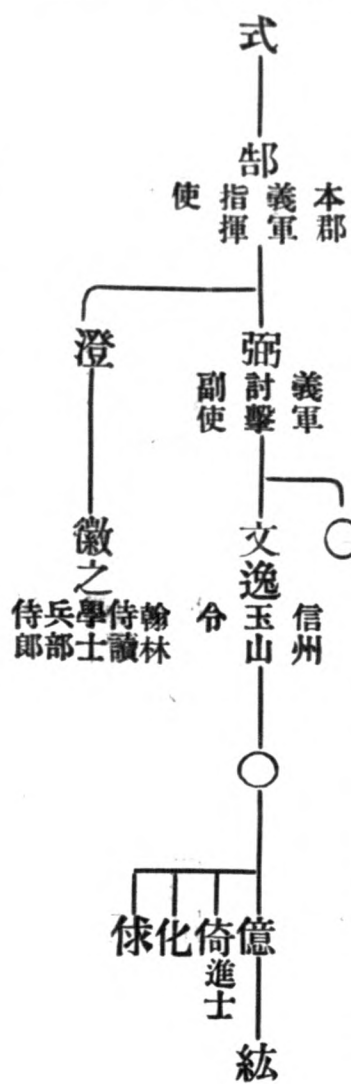 式
郜
本郡
義軍
指揮
使
弼
義軍
討擊
副使
澄
文逸
信州
玉山
令
徽之
翰林
侍讀
學士
兵部
侍郎
億
倚
進士
化
俅
紘